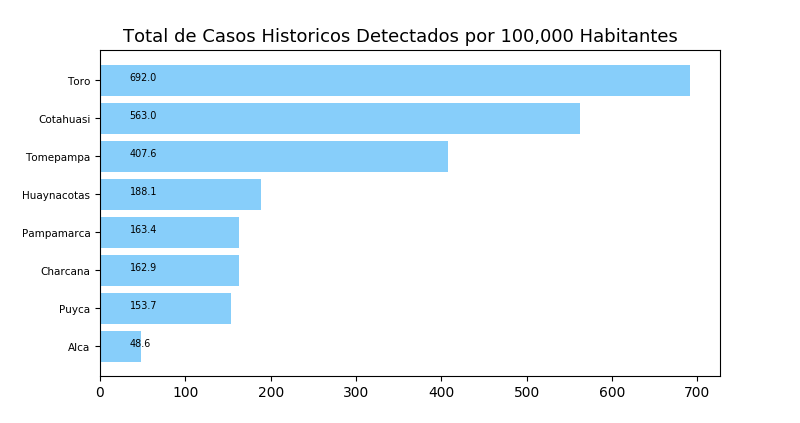 Total de Casos Historicos Detectados por 100,000 Habitantes
Toro 692.0
Cotahuasi 563.0
Tomepampa 407.6
Huaynacotas 188.1
Pampamarca 163.4
Charcana 162.9
Puyca 153.7
Alca 48.6
0 100 200 300 400 500 600 700